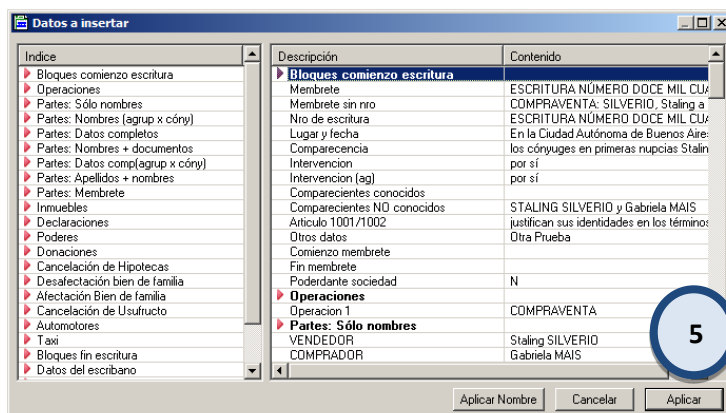 Datos a insertar
Indice
Bloques comienzo escritura
Operaciones
Partes: Sólo nombres
Partes: Nombres (agrup x cóny)
Partes: Datos completos
Partes: Nombres + documentos
Partes: Datos comp(agrup x cóny)
Partes: Apellidos + nombres
Partes: Membrete
Inmuebles
Declaraciones
Poderes
Donaciones
Cancelación de Hipotecas
Desafectación bien de familia
Afectación Bien de familia
Cancelación de Usufructo
Automotores
Taxi
Bloques fin escritura
Datos del escribano
Descripción Contenido
Bloques comienzo escritura
Membrete ESCRITURA NÚMERO DOCE MIL CUA
Membrete sin nro COMPRAVENTA: SILVERIO, Staling a
Nro de escritura ESCRITURA NÚMERO DOCE MIL CUA
Lugar y fecha En la Ciudad Autónoma de Buenos Aire
Comparecencia los cónyuges en primeras nupcias Stalin
Intervencion por sí
Intervencion (ag) por sí
Comparecientes conocidos
Comparecientes NO conocidos STALING SILVERIO y Gabriela MAIS
Articulo 1001/1002 justifican sus identidades en los términos
Otros datos Otra Prueba
Comienzo membrete
Fin membrete
Poderdante sociedad N
Operaciones
Operacion 1 COMPRAVENTA
Partes: Sólo nombres
VENDEDOR Staling SILVERIO
COMPRADOR Gabriela MAIS
5
Aplicar Nombre Cancelar Aplicar